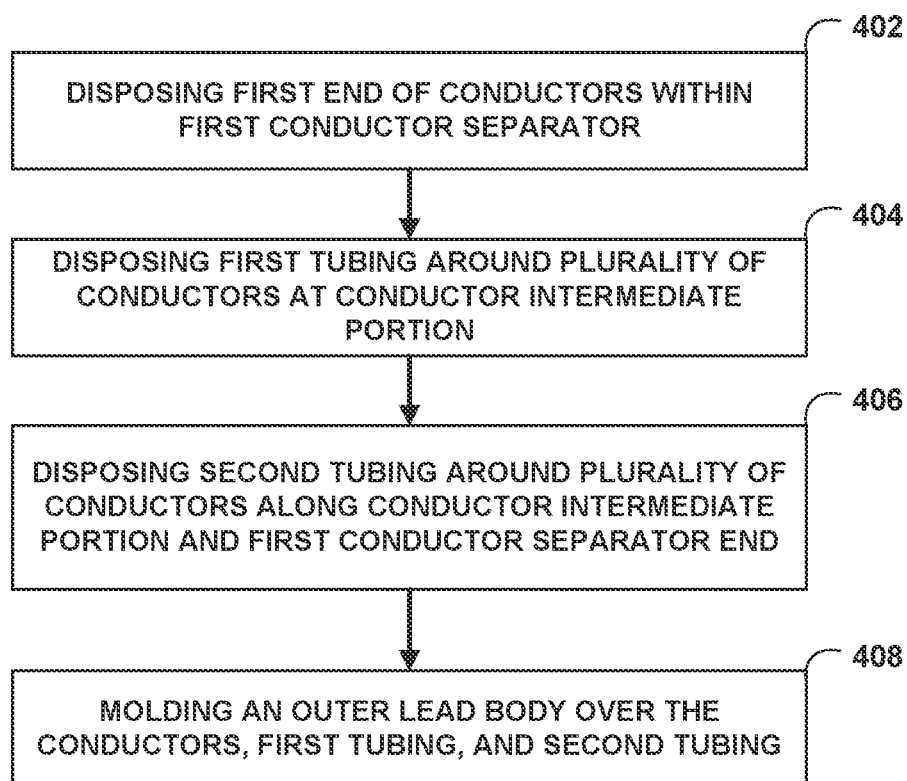 402
DISPOSING FIRST END OF CONDUCTORS WITHIN
FIRST CONDUCTOR SEPARATOR
404
DISPOSING FIRST TUBING AROUND PLURALITY OF
CONDUCTORS AT CONDUCTOR INTERMEDIATE
PORTION
406
DISPOSING SECOND TUBING AROUND PLURALITY OF
CONDUCTORS ALONG CONDUCTOR INTERMEDIATE
PORTION AND FIRST CONDUCTOR SEPARATOR END
408
MOLDING AN OUTER LEAD BODY OVER THE
CONDUCTORS, FIRST TUBING, AND SECOND TUBING